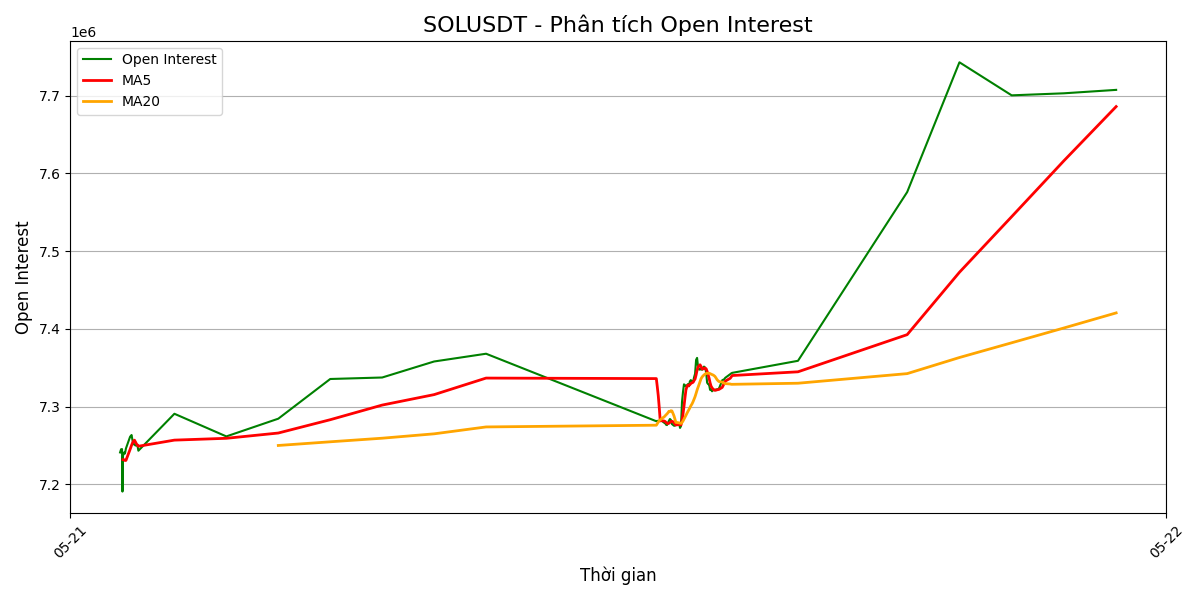 SOLUSDT - Phân tích Open Interest
1e6
Open Interest
MA5
MA20
7.7
7.6
7.5
7.4
7.3
7.2
Open Interest
05-21
05-22
Thời gian